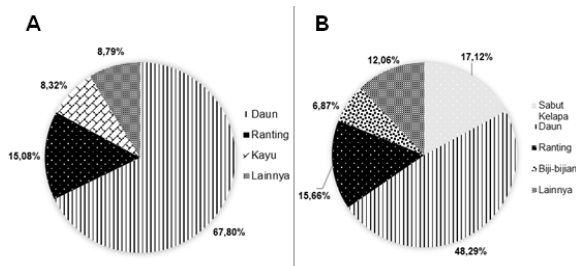 A
8,79%
8,32%
15,08%
67,80%
Daun
Ranting
Kayu
Lainnya
B
12,06%
17,12%
6,87%
15,66%
48,29%
Sabut
Kelapa
Daun
Ranting
Biji-bijian
Lainnya